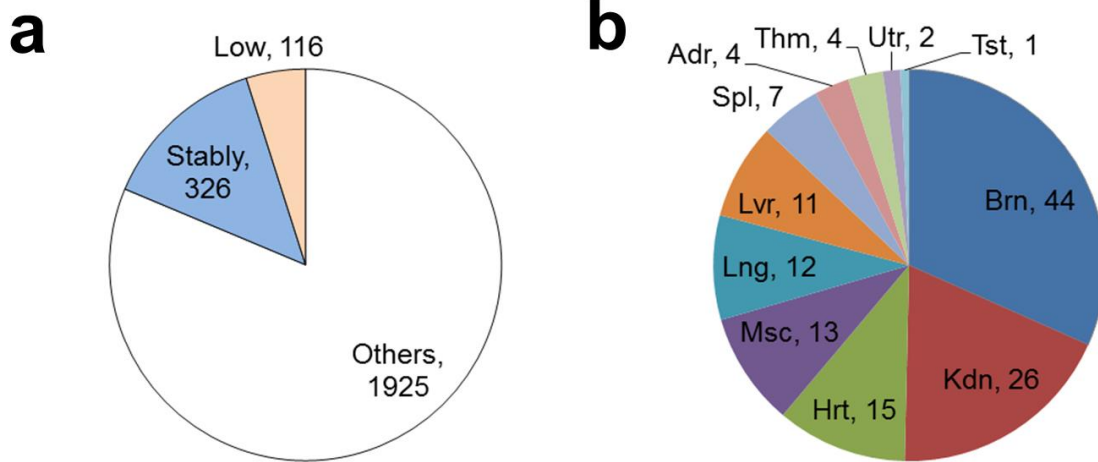 a
Low, 116
Stably,
326
Others,
1925
b
Adr, 4
Thm, 4
Utr, 2
Tst, 1
Spl, 7
Brn, 44
Lvr, 11
Lng, 12
Msc, 13
Kdn, 26
Hrt, 15